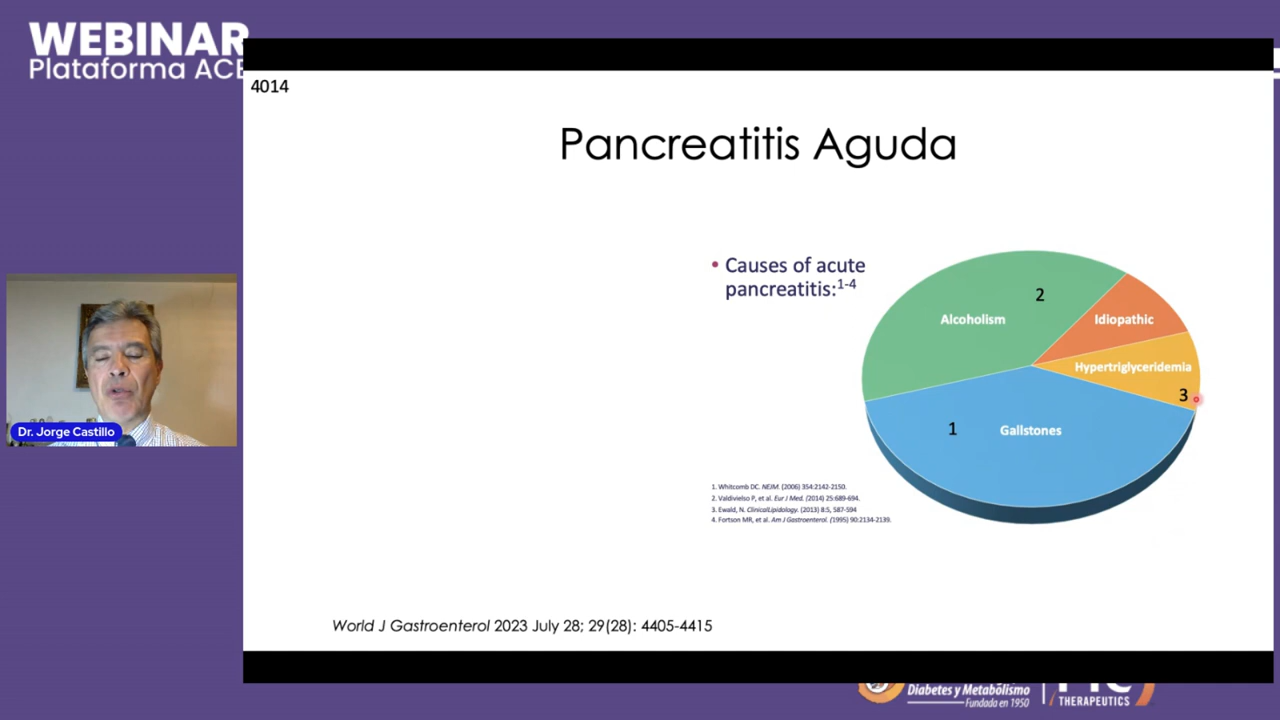 WEBINAR
Plataforma ACE
4014
Pancreatitis Aguda
• Causes of acute
pancreatitis:1-4
2
Alcoholism
Idiopathic
Hypertriglyceridemia
3
1
Gallstones
Dr. Jorge Castillo
1. Whitcomb DC. NEJM. (2006) 354:2142-2150.
2. Valdivielso P, et al. Eur J Med. (2014) 25:689-694.
3. Ewald, N. ClinicalLipidology. (2013) 8:5, 587-594
4. Fortson MR, et al. Am J Gastroenterol. (1995) 90:2134-2139.
World J Gastroenterol 2023 July 28; 29(28): 4405-4415
Diabetes y Metabolismo
Fundada en 1950
THERAPEUTICS